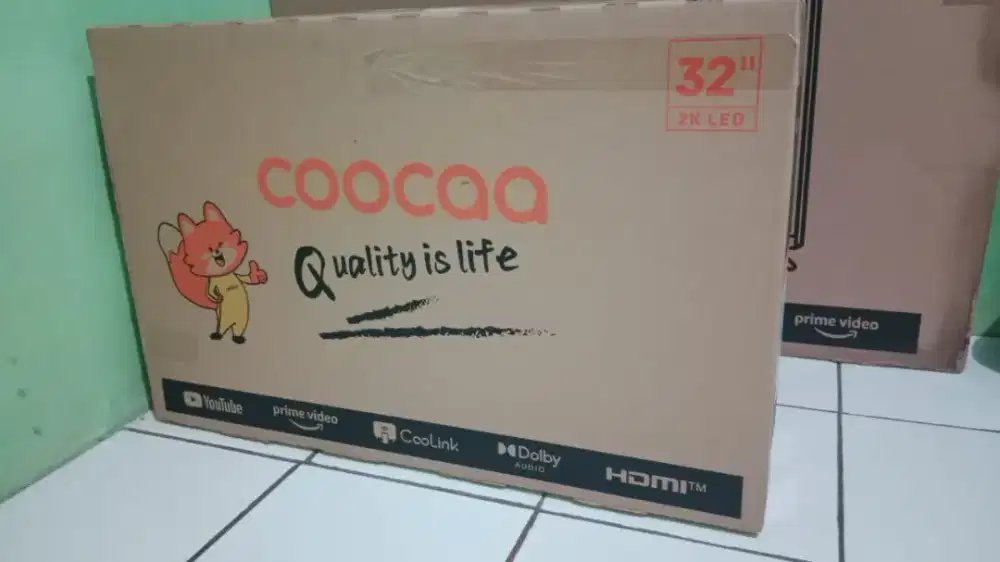 32"
2K LED
coocaa
Quality is life
YouTube
prime video
CooLink
Dolby
AUDIO
HDMI™
prime video